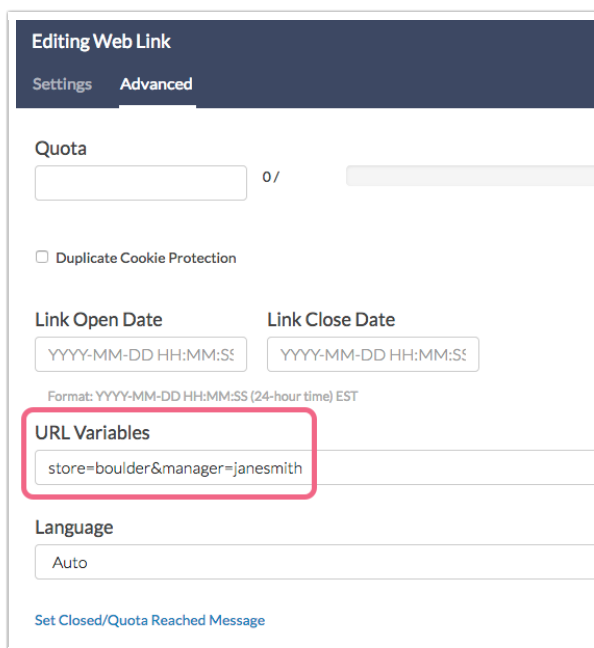 Editing Web Link
Settings Advanced
Quota
0 /
Duplicate Cookie Protection
Link Open Date Link Close Date
YYYY-MM-DD HH:MM:SS YYYY-MM-DD HH:MM:SS
Format: YYYY-MM-DD HH:MM:SS (24-hour time) EST
URL Variables
store=boulder&manager=janesmith
Language
Auto
Set Closed/Quota Reached Message